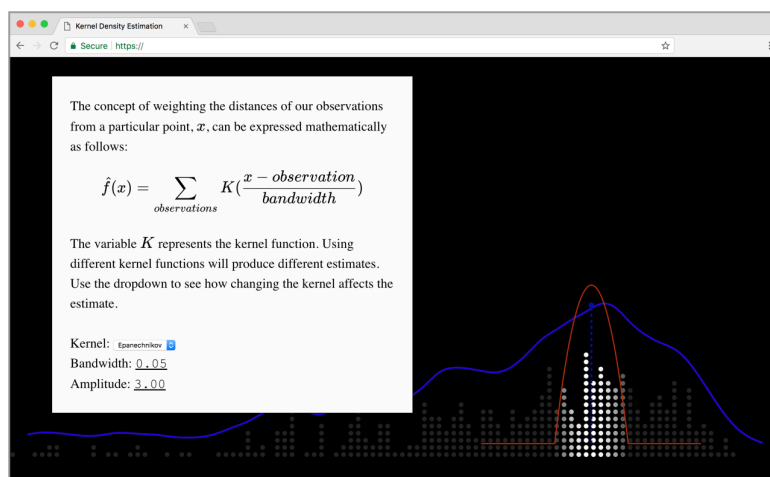 Kernel Density Estimation
Secure https://
The concept of weighting the distances of our observations
from a particular point, x, can be expressed mathematically
as follows:
f̂(x) = ∑ K(x − observation / bandwidth)
observations
The variable K represents the kernel function. Using
different kernel functions will produce different estimates.
Use the dropdown to see how changing the kernel affects the
estimate.
Kernel: Epanechnikov
Bandwidth: 0.05
Amplitude: 3.00